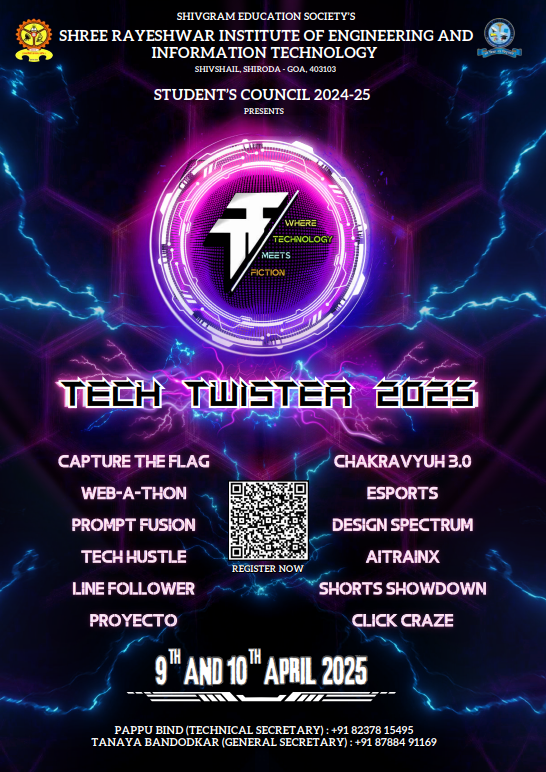 SHIVGRAM EDUCATION SOCIETY'S
SHREE RAYESHWAR INSTITUTE OF ENGINEERING AND
INFORMATION TECHNOLOGY
SHIVSHAIL, SHIRODA - GOA, 403103
STUDENT'S COUNCIL 2024-25
PRESENTS
WHERE
TECHNOLOGY
MEETS
FICTION
TECH TWISTER 2025
CAPTURE THE FLAG
WEB-A-THON
PROMPT FUSION
TECH HUSTLE
LINE FOLLOWER
PROYECTO
REGISTER NOW
CHAKRAVYUH 3.0
ESPORTS
DESIGN SPECTRUM
AITRAINX
SHORTS SHOWDOWN
CLICK CRAZE
9TH AND 10TH APRIL 2025
PAPPU BIND (TECHNICAL SECRETARY) : +91 82378 15495
TANAYA BANDODKAR (GENERAL SECRETARY) : +91 87884 91169